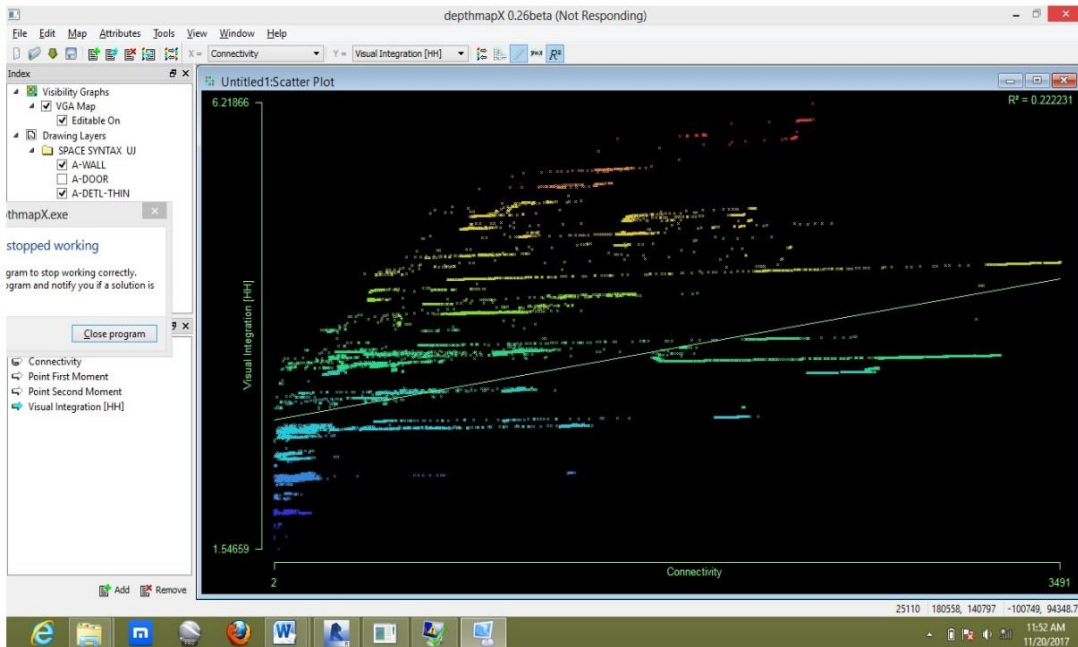 depthmapX 0.26beta (Not Responding)
File Edit Map Attributes Tools View Window Help
X = Connectivity Y = Visual Integration [HH] R²
Index
Visibility Graphs
VGA Map
Editable On
Drawing Layers
SPACE SYNTAX UJ
A-WALL
A-DOOR
A-DETL-THIN
thmapX.exe
stopped working
gram to stop working correctly.
ogram and notify you if a solution is
Close program
Connectivity
Point First Moment
Point Second Moment
Visual Integration [HH]
Add Remove
Untitled1:Scatter Plot
6.21866
R² = 0.222231
Visual Integration [HH]
1.54659
Connectivity
2
3491
25110 180558, 140797 -100749, 94348.7
11:52 AM
11/20/2017